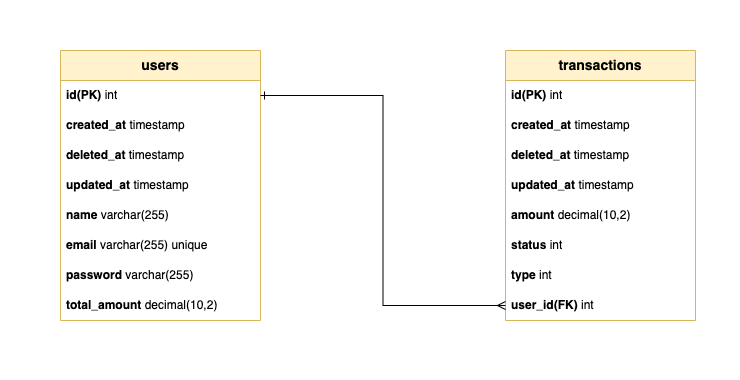 users
id(PK) int
created_at timestamp
deleted_at timestamp
updated_at timestamp
name varchar(255)
email varchar(255) unique
password varchar(255)
total_amount decimal(10,2)
transactions
id(PK) int
created_at timestamp
deleted_at timestamp
updated_at timestamp
amount decimal(10,2)
status int
type int
user_id(FK) int